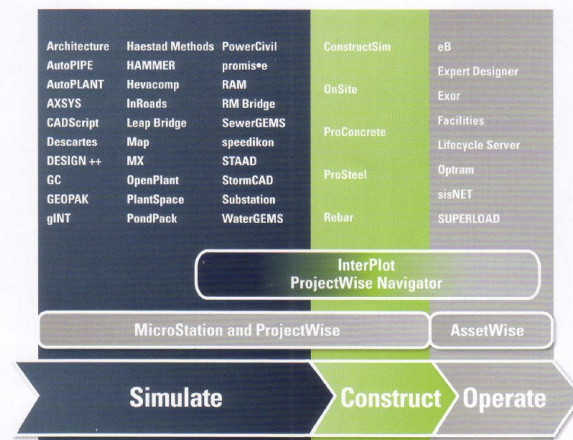 Architecture Haestad Methods PowerCivil ConstructSim eB
AutoPIPE HAMMER promis•e Expert Designer
AutoPLANT Hevacomp RAM OnSite Exor
AXSYS InRoads RM Bridge Facilities
CADScript Leap Bridge SewerGEMS ProConcrete Lifecycle Server
Descartes Map speedikon Optram
DESIGN ++ MX STAAD ProSteel sisNET
GC OpenPlant StormCAD SUPERLOAD
GEOPAK PlantSpace Substation
gINT PondPack WaterGEMS Rebar
InterPlot
ProjectWise Navigator
MicroStation and ProjectWise AssetWise
Simulate Construct Operate